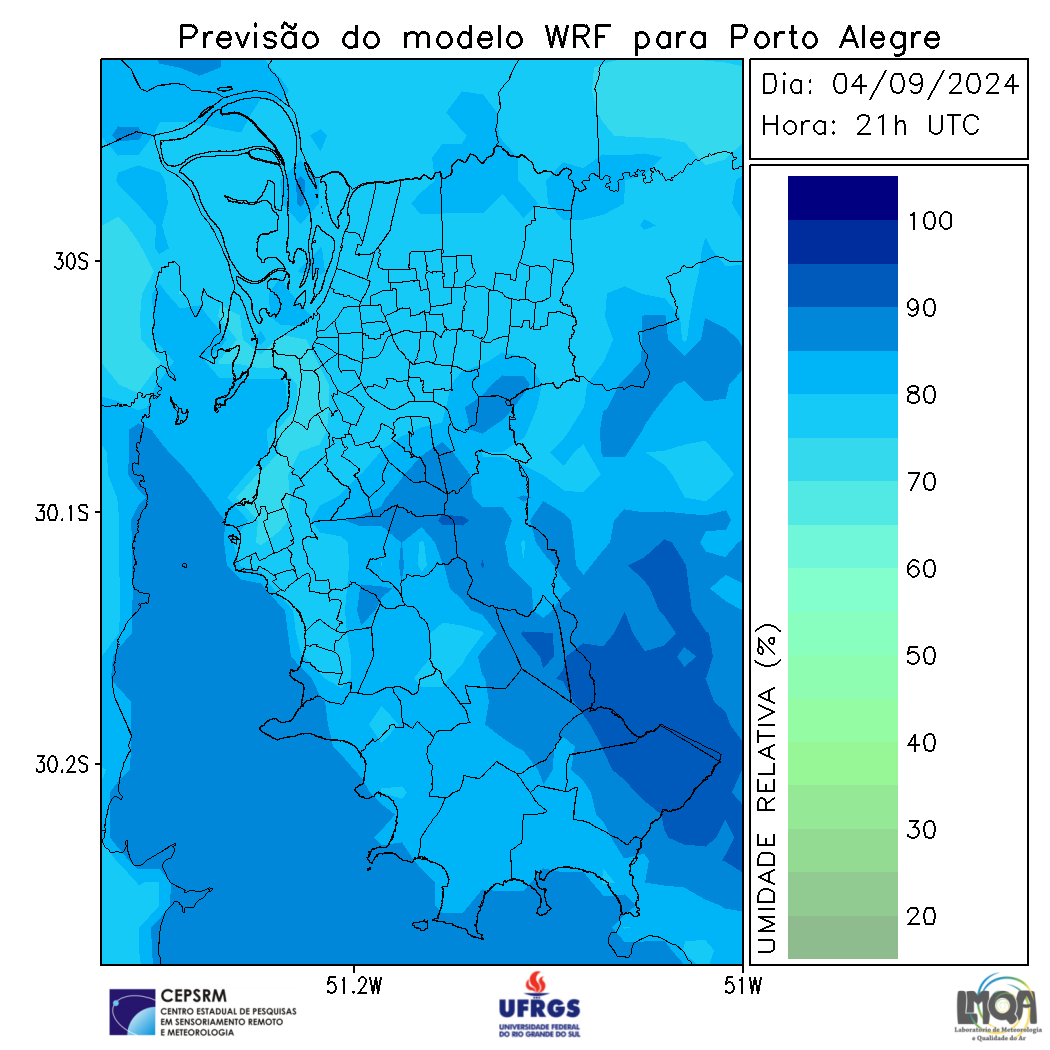 Previsão do modelo WRF para Porto Alegre
Dia: 04/09/2024
Hora: 21h UTC
100
90
80
70
60
50
40
30
20
UMIDADE RELATIVA (%)
30S
30.1S
30.2S
51.2W
51W
CEPSRM
CENTRO ESTADUAL DE PESQUISAS
EM SENSORIAMENTO REMOTO
E METEOROLOGIA
UFRGS
UNIVERSIDADE FEDERAL
DO RIO GRANDE DO SUL
LMQA
Laboratório de Meteorologia
e Qualidade do Ar